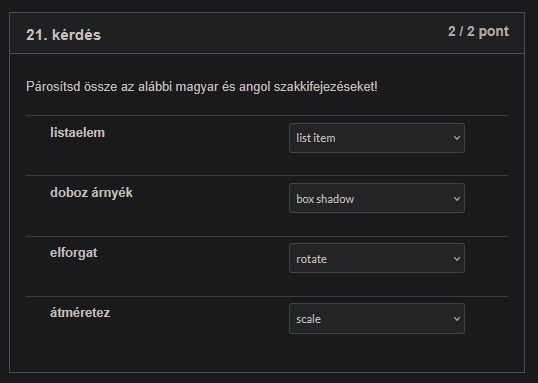 21. kérdés
2 / 2 pont
Párosítsd össze az alábbi magyar és angol szakkifejezéseket!
listaelem
list item
doboz árnyék
box shadow
elforgat
rotate
átméretez
scale